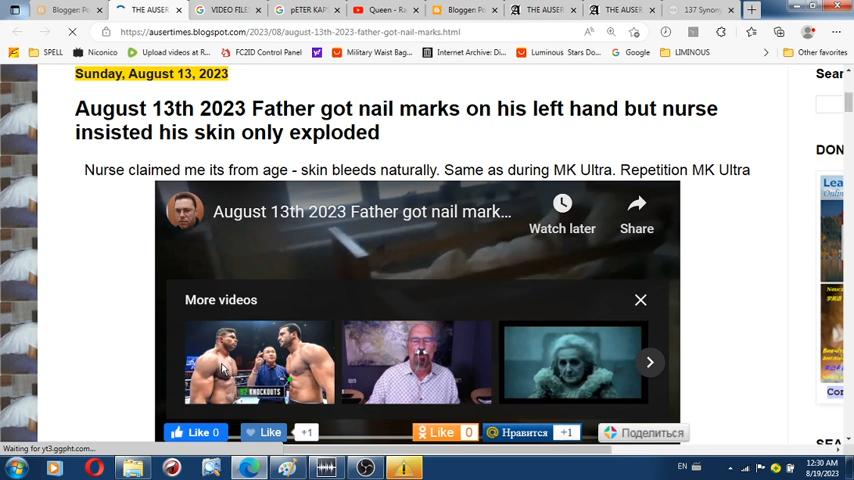 Blogger: Po
THE AUSER
VIDEO FILE
pETER KAP
Queen - Ra
Blogger: Po
THE AUSER
THE AUSER
137 Synony
https://ausertimes.blogspot.com/2023/08/august-13th-2023-father-got-nail-marks.html
SPELL
Niconico
Upload videos at R...
FC2ID Control Panel
Military Waist Bag...
Internet Archive: Di...
Luminous Stars Do...
Google
LIMINOUS
Other favorites
Sunday, August 13, 2023
Sear
August 13th 2023 Father got nail marks on his left hand but nurse
insisted his skin only exploded
DON
Nurse claimed me its from age - skin bleeds naturally. Same as during MK Ultra. Repetition MK Ultra
Lea
Onlin
August 13th 2023 Father got nail mark...
Watch later
Share
More videos
92 KNOCKOUTS
Con
Like 0
Like
+1
Like
0
Нравится
+1
Поделиться
SEA
Waiting for yt3.ggpht.com...
EN
12:30 AM
8/19/2023